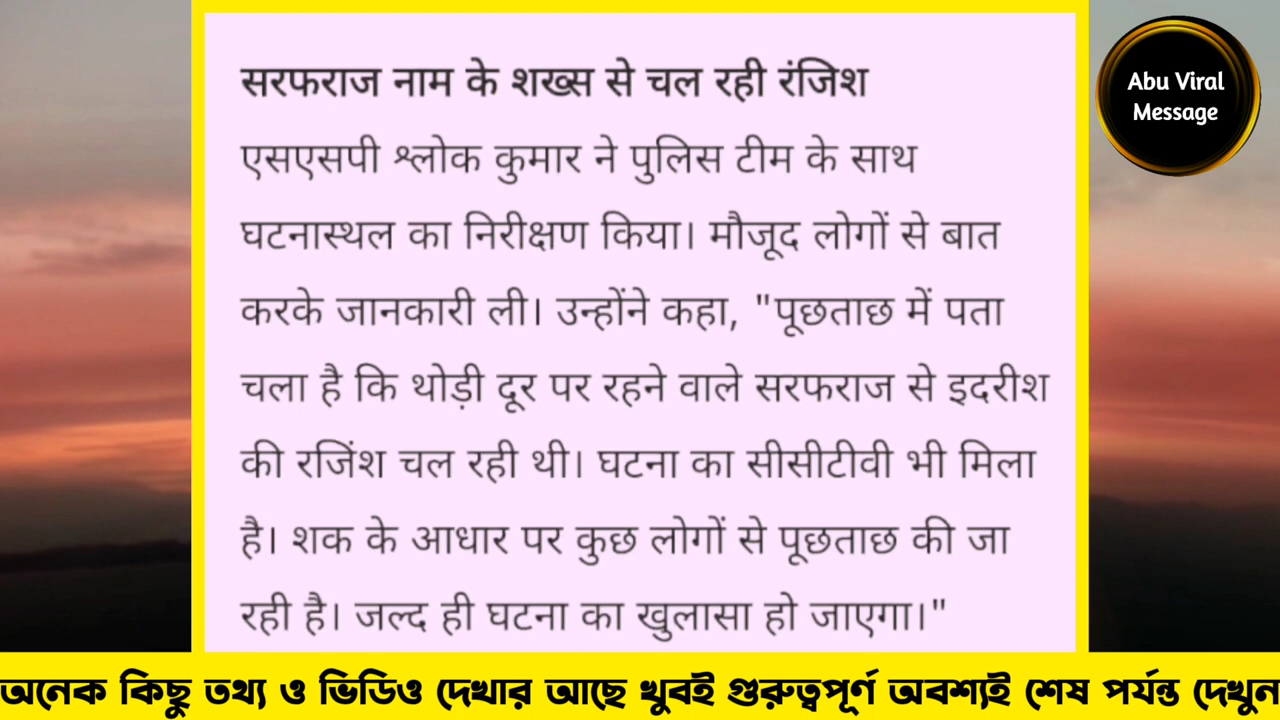 सरफराज नाम के शख्स से चल रही रंजिश
एसएसपी श्लोक कुमार ने पुलिस टीम के साथ
घटनास्थल का निरीक्षण किया। मौजूद लोगों से बात
करके जानकारी ली। उन्होंने कहा, "पूछताछ में पता
चला है कि थोड़ी दूर पर रहने वाले सरफराज से इदरीश
की रजिंश चल रही थी। घटना का सीसीटीवी भी मिला
है। शक के आधार पर कुछ लोगों से पूछताछ की जा
रही है। जल्द ही घटना का खुलासा हो जाएगा।"
Abu Viral
Message
অনেক কিছু তথ্য ও ভিডিও দেখার আছে খুবই গুরুত্বপূর্ণ অবশ্যই শেষ পর্যন্ত দেখুন